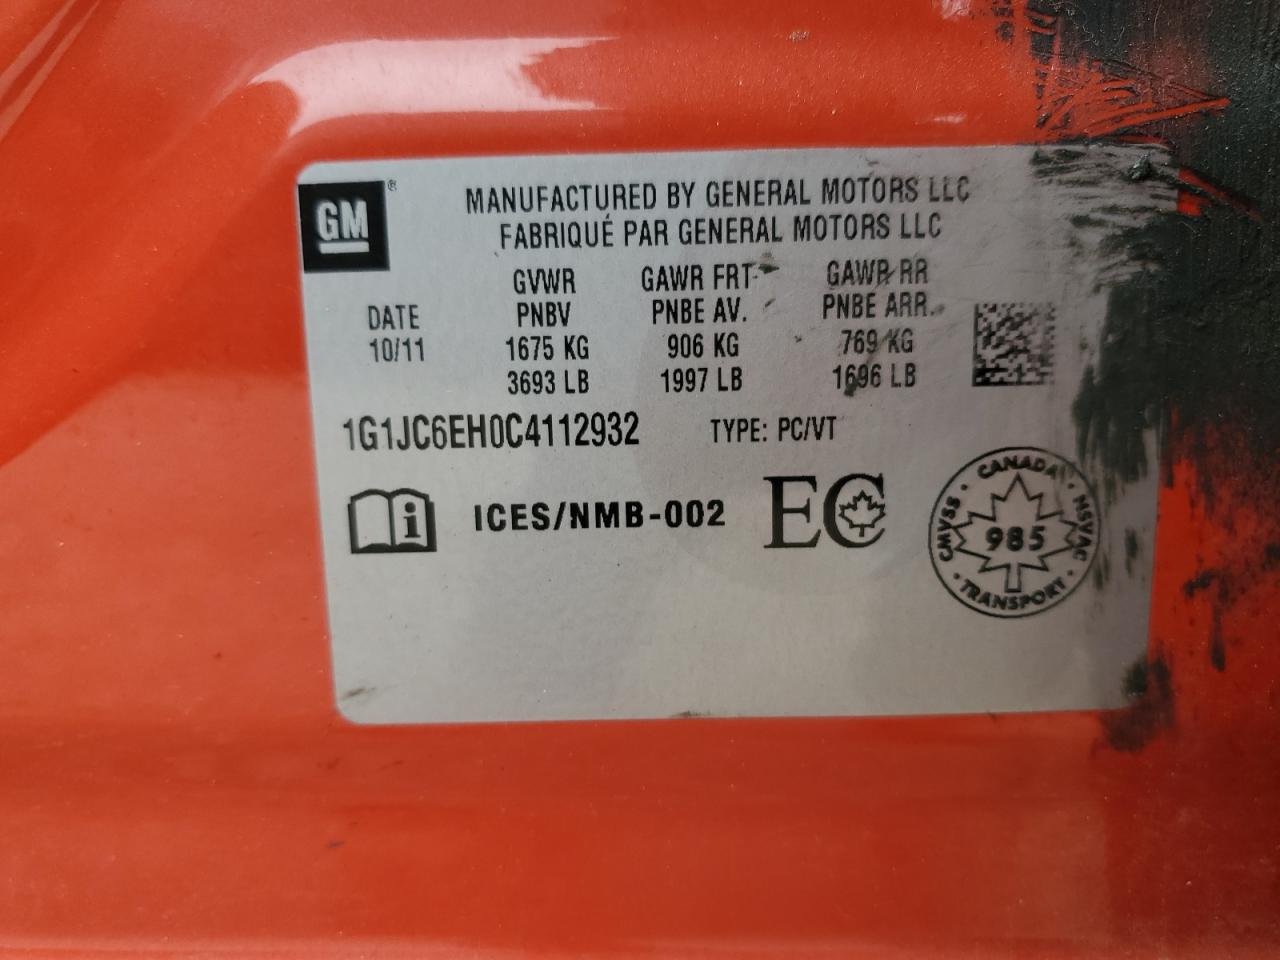 GM ®
MANUFACTURED BY GENERAL MOTORS LLC
FABRIQUÉ PAR GENERAL MOTORS LLC
GVWR GAWR FRT GAWR RR
DATE PNBV PNBE AV. PNBE ARR.
10/11 1675 KG 906 KG 769 KG
3693 LB 1997 LB 1696 LB
1G1JC6EH0C4112932 TYPE: PC/VT
i ICES/NMB-002 EC
CANADA
CMVSS · 985 · NSVAC
TRANSPORT